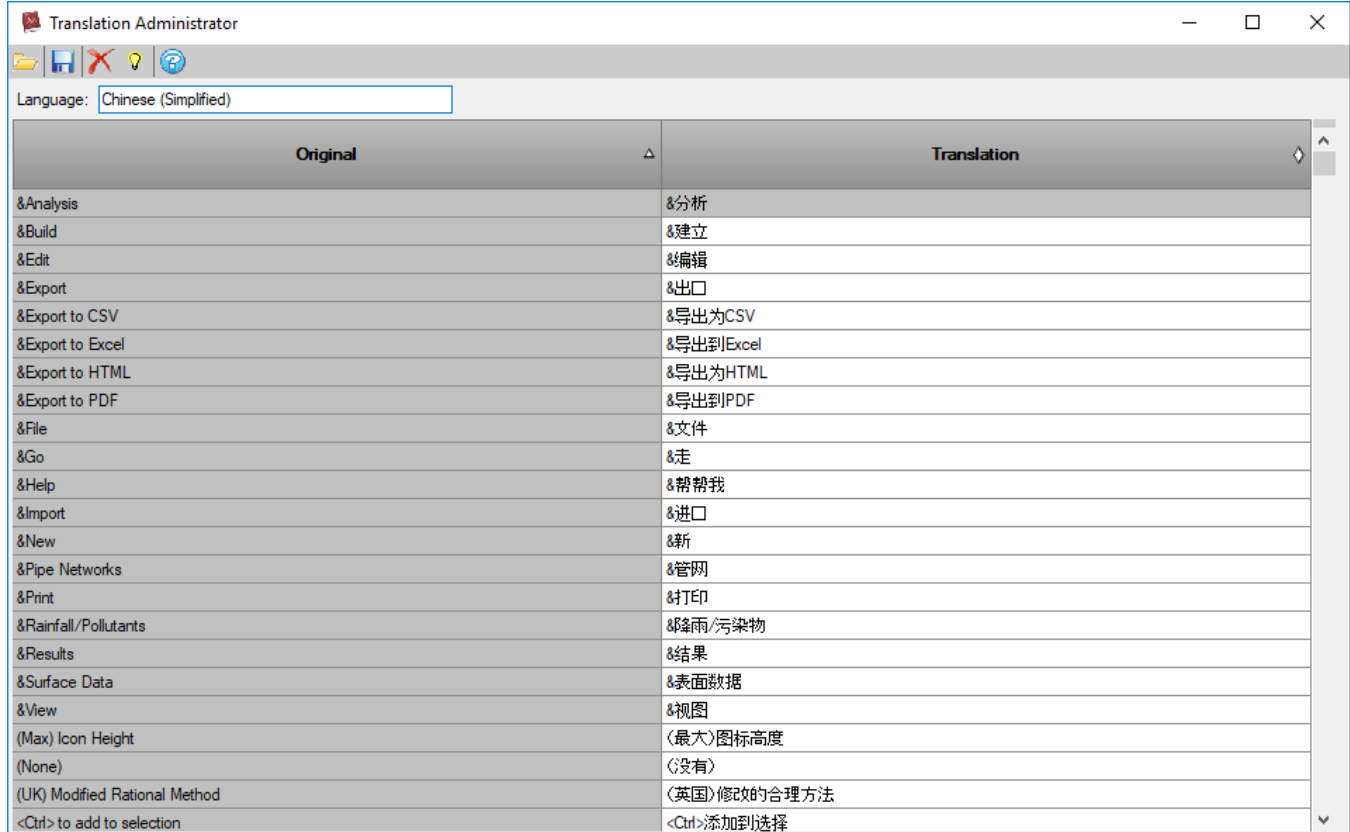 Translation Administrator
Language: Chinese (Simplified)
Original Translation
&Analysis &分析
&Build &建立
&Edit &编辑
&Export &出口
&Export to CSV &导出为CSV
&Export to Excel &导出到Excel
&Export to HTML &导出为HTML
&Export to PDF &导出到PDF
&File &文件
&Go &走
&Help &帮帮我
&Import &进口
&New &新
&Pipe Networks &管网
&Print &打印
&Rainfall/Pollutants &降雨/污染物
&Results &结果
&Surface Data &表面数据
&View &视图
(Max) Icon Height （最大）图标高度
(None) （没有）
(UK) Modified Rational Method （英国）修改的合理方法
<Ctrl> to add to selection <Ctrl>添加到选择